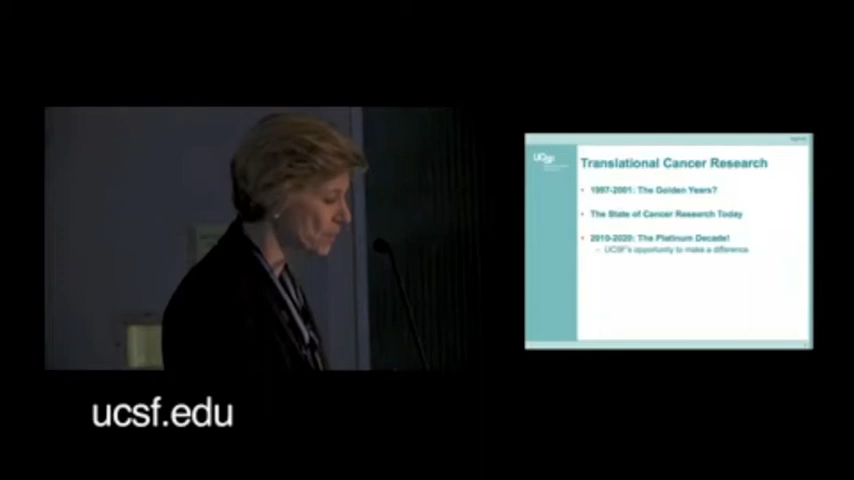 UCSF
Translational Cancer Research
• 1997-2001: The Golden Years?
• The State of Cancer Research Today
• 2010-2020: The Platinum Decade!
– UCSF's opportunity to make a difference
ucsf.edu